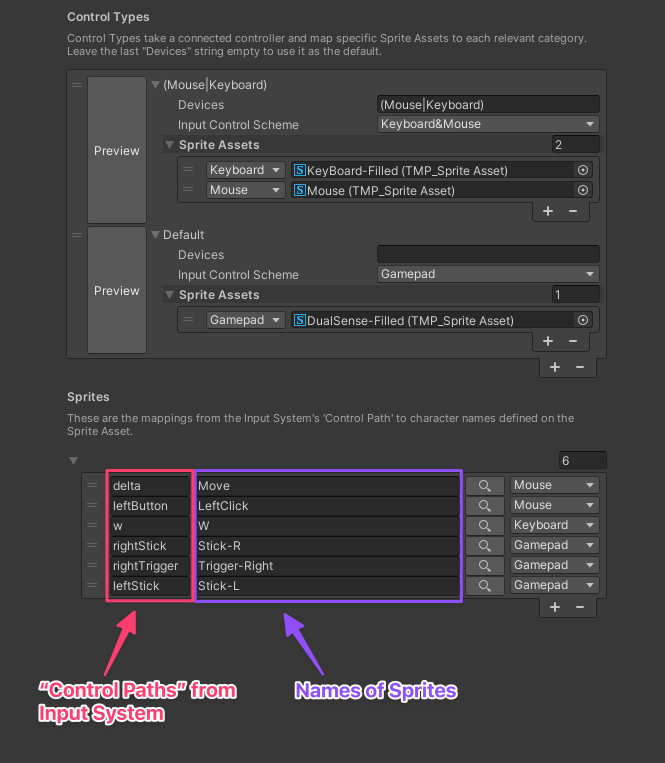 Control Types
Control Types take a connected controller and map specific Sprite Assets to each relevant category.
Leave the last "Devices" string empty to use it as the default.
Preview
(Mouse|Keyboard)
Devices (Mouse|Keyboard)
Input Control Scheme Keyboard&Mouse
Sprite Assets 2
Keyboard KeyBoard-Filled (TMP_Sprite Asset)
Mouse Mouse (TMP_Sprite Asset)
+ −
Preview
Default
Devices
Input Control Scheme Gamepad
Sprite Assets 1
Gamepad DualSense-Filled (TMP_Sprite Asset)
+ −
+ −
Sprites
These are the mappings from the Input System's 'Control Path' to character names defined on the
Sprite Asset.
6
delta Move Mouse
leftButton LeftClick Mouse
w W Keyboard
rightStick Stick-R Gamepad
rightTrigger Trigger-Right Gamepad
leftStick Stick-L Gamepad
+ −
“Control Paths” from
Input System
Names of Sprites